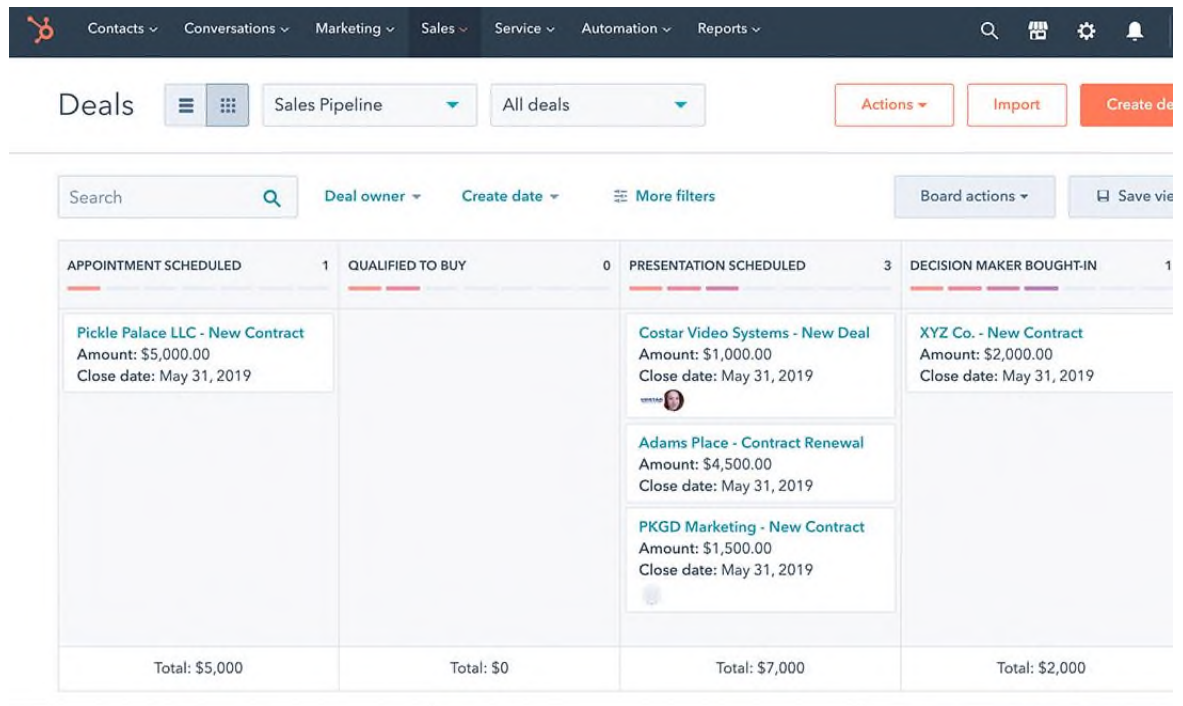 Contacts Conversations Marketing Sales Service Automation Reports
Deals Sales Pipeline All deals Actions Import Create de
Search Deal owner Create date More filters Board actions Save vie
APPOINTMENT SCHEDULED 1 QUALIFIED TO BUY 0 PRESENTATION SCHEDULED 3 DECISION MAKER BOUGHT-IN 1
Pickle Palace LLC - New Contract
Amount: $5,000.00
Close date: May 31, 2019
Costar Video Systems - New Deal
Amount: $1,000.00
Close date: May 31, 2019
Adams Place - Contract Renewal
Amount: $4,500.00
Close date: May 31, 2019
PKGD Marketing - New Contract
Amount: $1,500.00
Close date: May 31, 2019
XYZ Co. - New Contract
Amount: $2,000.00
Close date: May 31, 2019
Total: $5,000 Total: $0 Total: $7,000 Total: $2,000